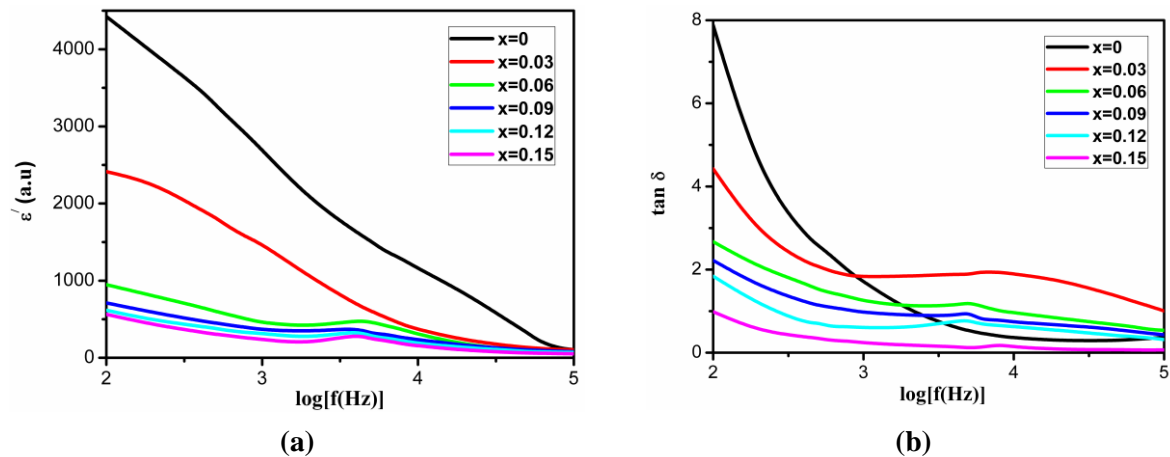 4000
3000
2000
1000
0
ε′ (a.u)
2
3
4
5
log[f(Hz)]
x=0
x=0.03
x=0.06
x=0.09
x=0.12
x=0.15
(a)
8
6
4
2
0
tan δ
2
3
4
5
log[f(Hz)]
x=0
x=0.03
x=0.06
x=0.09
x=0.12
x=0.15
(b)